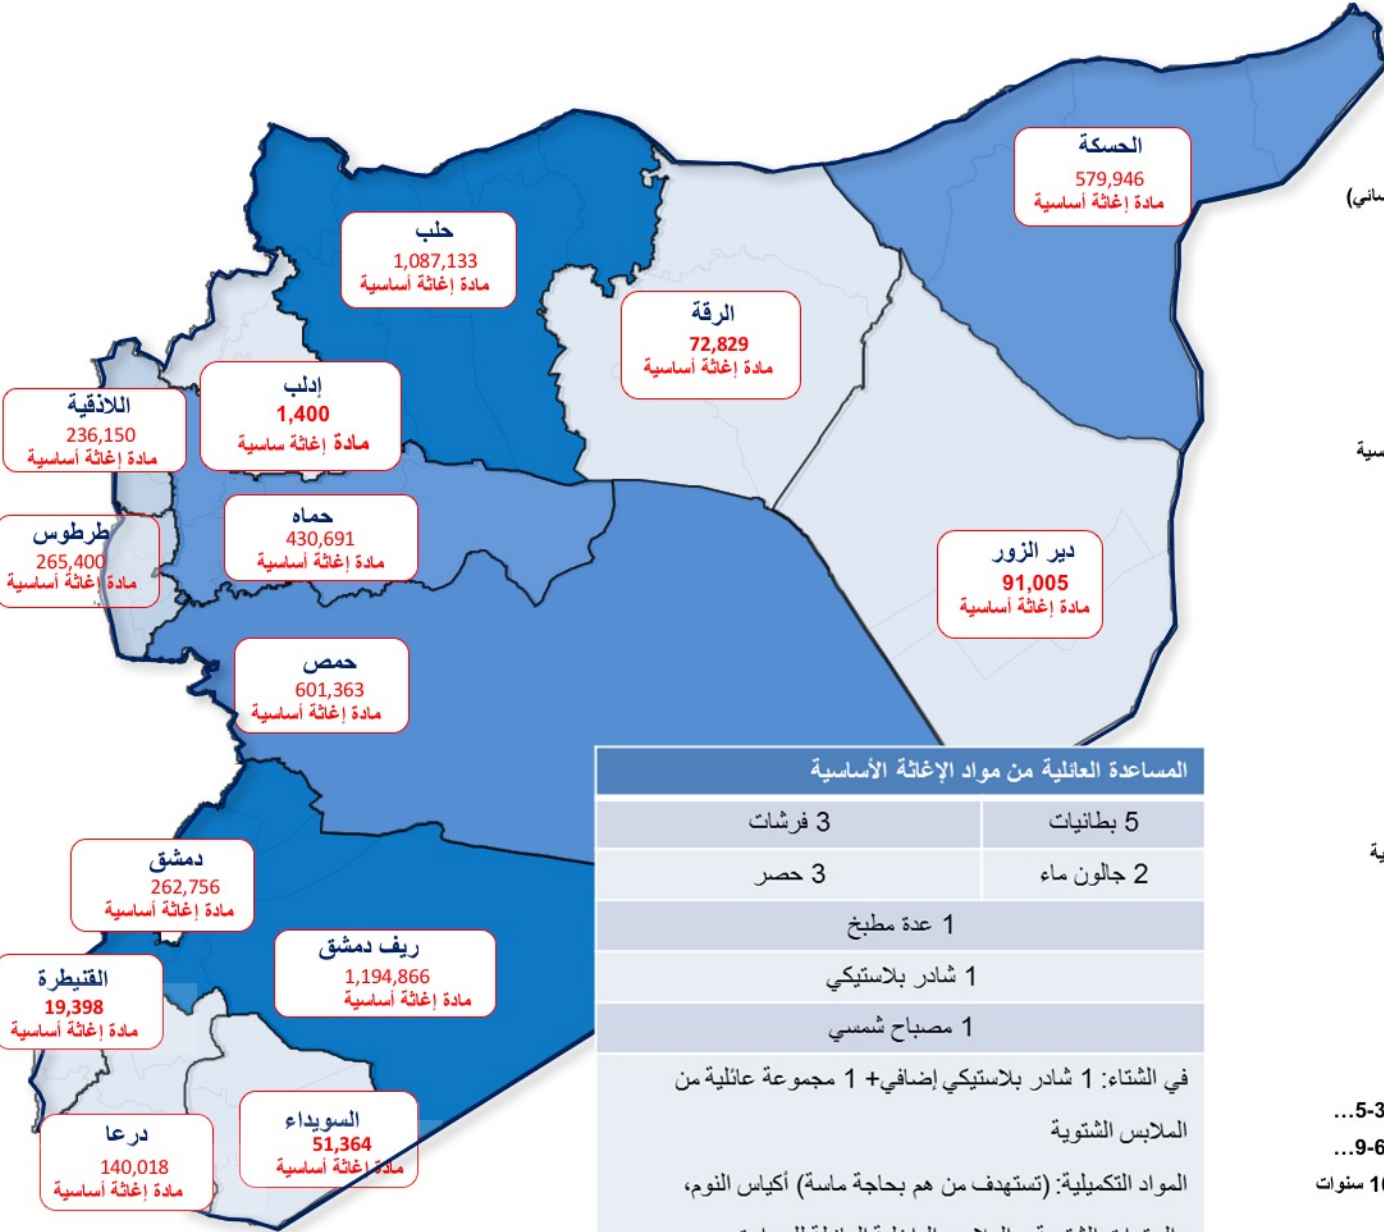 الحسكة
579,946
مادة إغاثة أساسية
حلب
1,087,133
مادة إغاثة أساسية
الرقة
72,829
مادة إغاثة أساسية
إدلب
1,400
مادة إغاثة ساسية
اللاذقية
236,150
مادة إغاثة أساسية
حماه
430,691
مادة إغاثة أساسية
طرطوس
265,400
مادة إغاثة أساسية
دير الزور
91,005
مادة إغاثة أساسية
حمص
601,363
مادة إغاثة أساسية
دمشق
262,756
مادة إغاثة أساسية
ريف دمشق
1,194,866
مادة إغاثة أساسية
القنيطرة
19,398
مادة إغاثة أساسية
السويداء
51,364
مادة إغاثة أساسية
درعا
140,018
مادة إغاثة أساسية
المساعدة العائلية من مواد الإغاثة الأساسية
5 بطانيات 3 فرشات
2 جالون ماء 3 حصر
1 عدة مطبخ
1 شادر بلاستيكي
1 مصباح شمسي
في الشتاء: 1 شادر بلاستيكي إضافي+ 1 مجموعة عائلية من
الملابس الشتوية
المواد التكميلية: (تستهدف من هم بحاجة ماسة) أكياس النوم،
سنوات